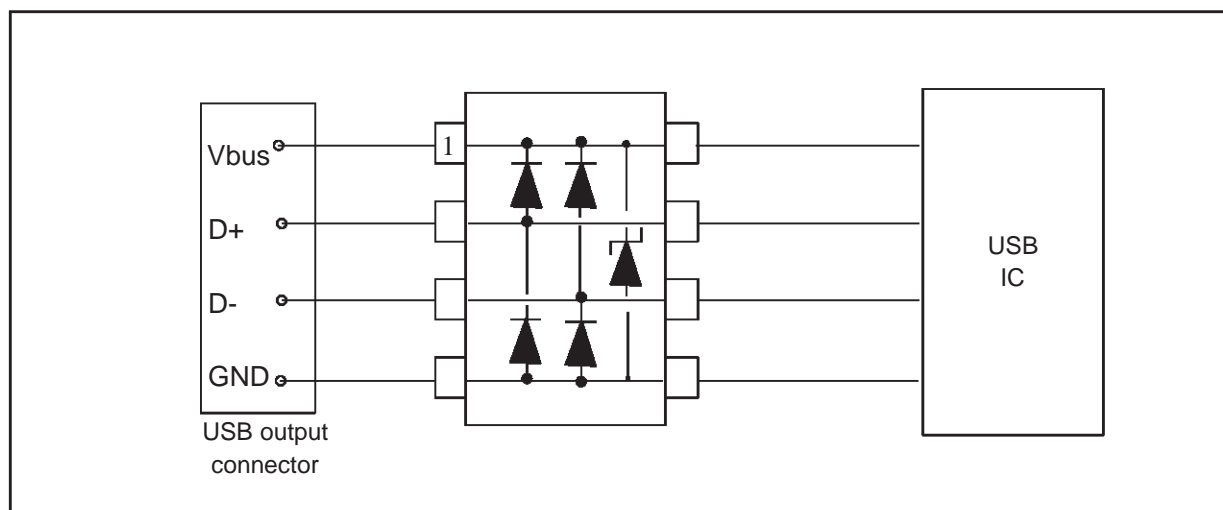 Vbus
1
D+
D-
GND
USB output
connector
USB
IC